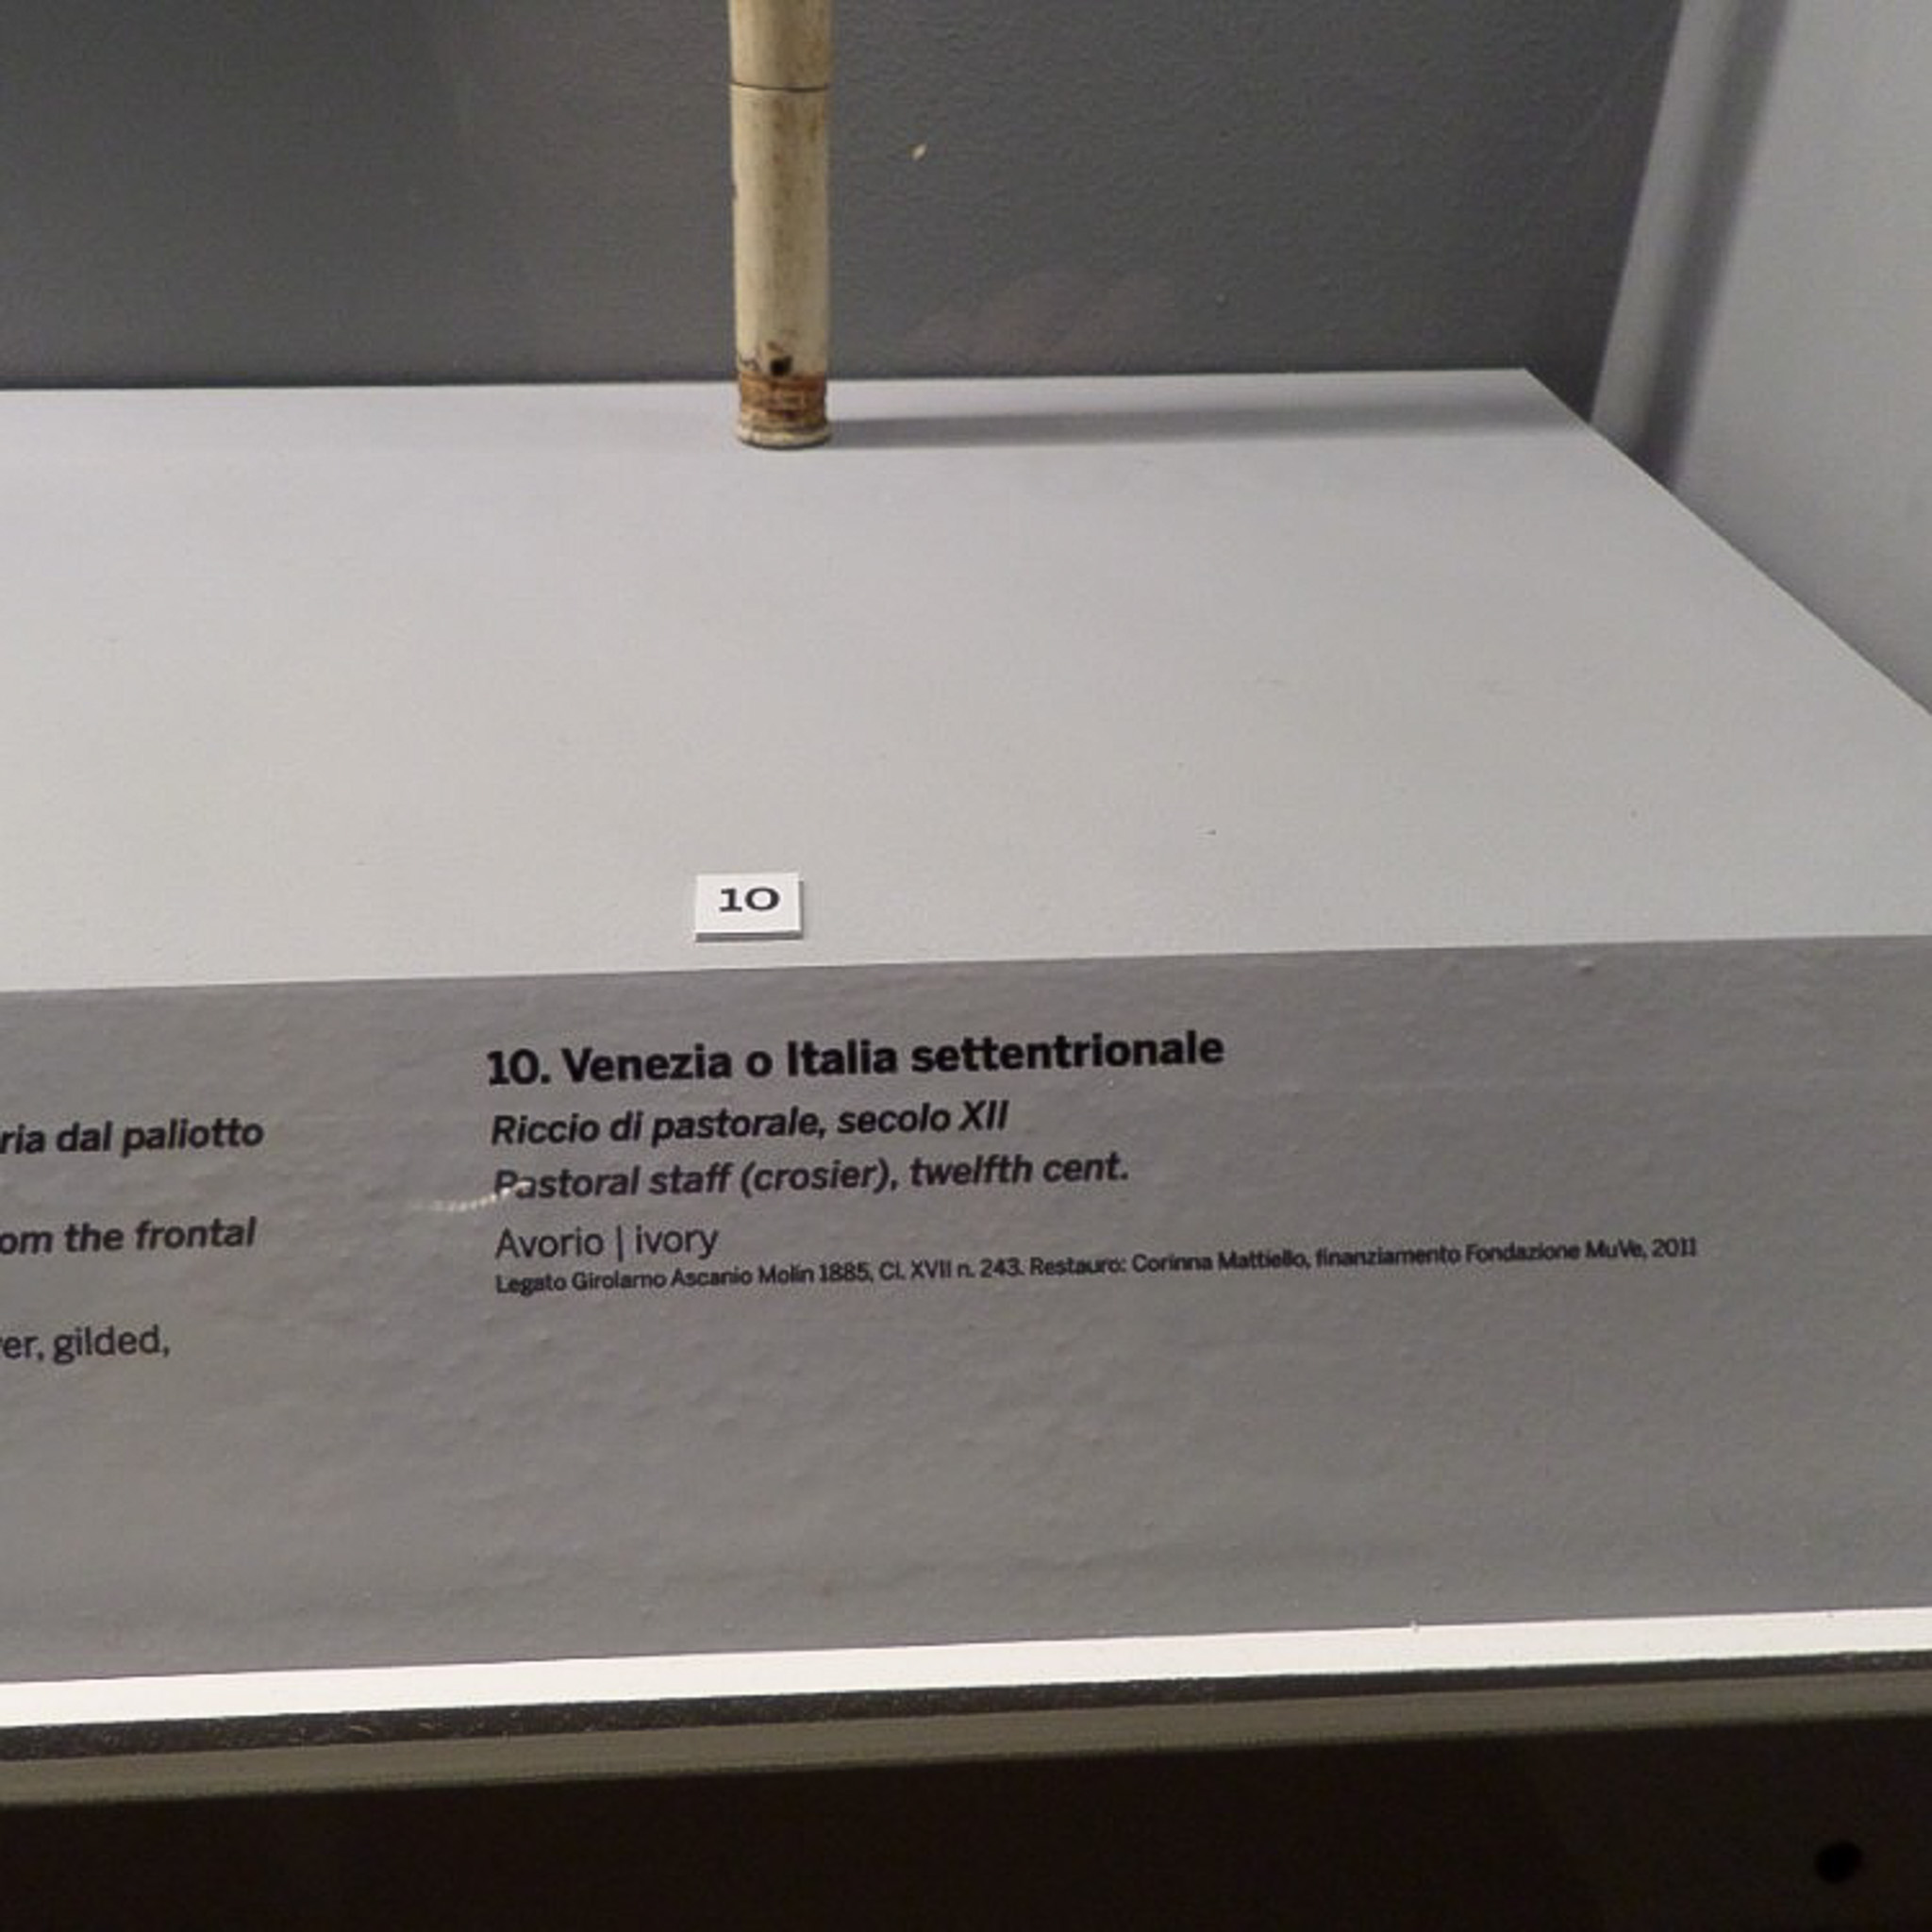 10
10. Venezia o Italia settentrionale
Riccio di pastorale, secolo XII
Pastoral staff (crosier), twelfth cent.
Avorio | ivory
Legato Girolamo Ascanio Molin 1885, Cl. XVII n. 243. Restauro: Corinna Mattiello, finanziamento Fondazione MuVe, 2011
ria dal paliotto
om the frontal
er, gilded,